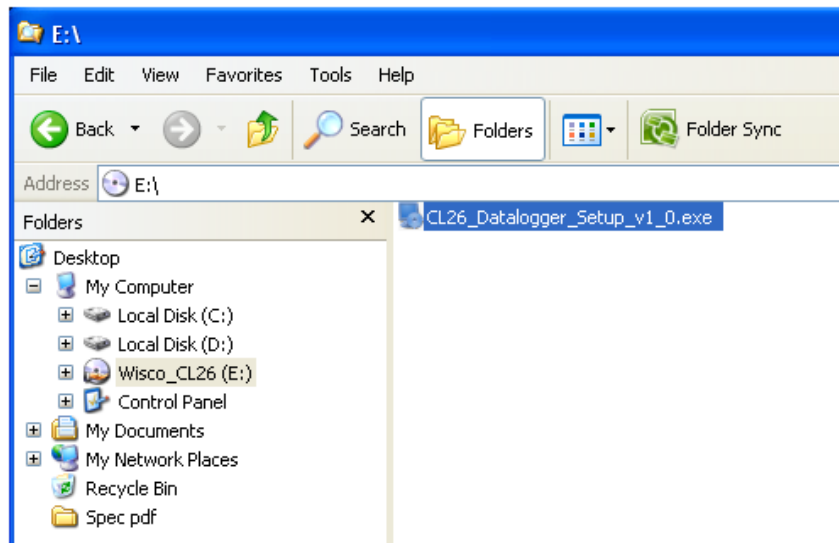 E:\
File Edit View Favorites Tools Help
Back Search Folders Folder Sync
Address E:\
Folders X
CL26_Datalogger_Setup_v1_0.exe
Desktop
My Computer
Local Disk (C:)
Local Disk (D:)
Wisco_CL26 (E:)
Control Panel
My Documents
My Network Places
Recycle Bin
Spec pdf